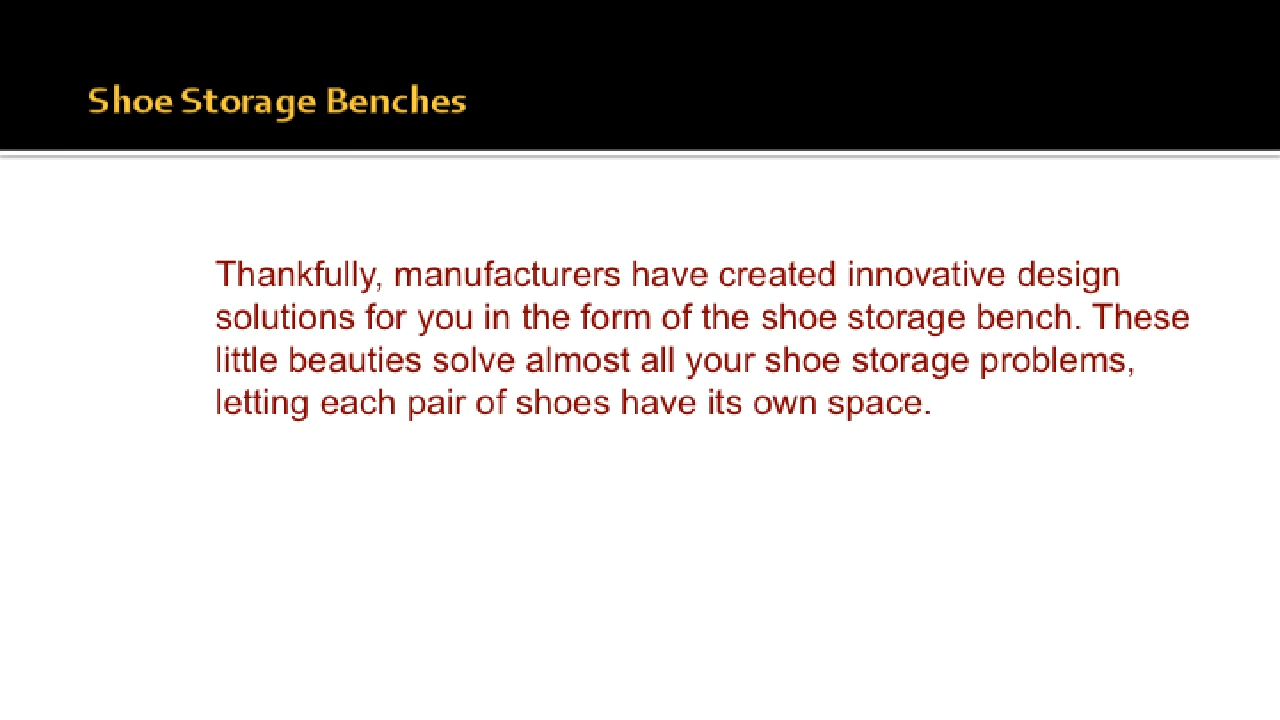 Shoe Storage Benches
Thankfully, manufacturers have created innovative design
solutions for you in the form of the shoe storage bench. These
little beauties solve almost all your shoe storage problems,
letting each pair of shoes have its own space.